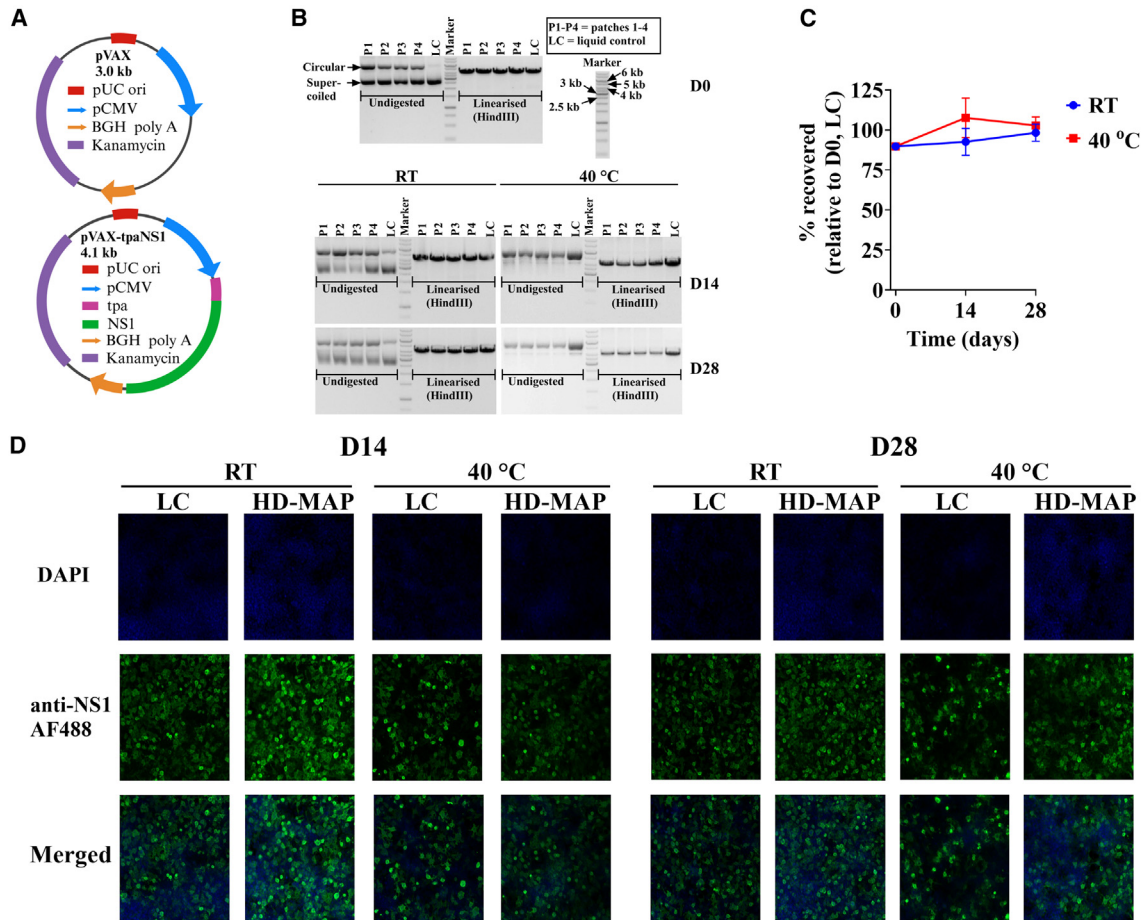 A
pVAX
3.0 kb
pUC ori
pCMV
BGH poly A
Kanamycin
pVAX-tpaNS1
4.1 kb
pUC ori
pCMV
tpa
NS1
BGH poly A
Kanamycin
B
P1 P2 P3 P4 LC Marker P1 P2 P3 P4 LC
Circular
Super-
coiled
Undigested
Linearised
(HindIII)
P1-P4 = patches 1-4
LC = liquid control
Marker
6 kb
5 kb
4 kb
3 kb
2.5 kb
D0
RT
40 °C
P1 P2 P3 P4 LC Marker P1 P2 P3 P4 LC P1 P2 P3 P4 LC Marker P1 P2 P3 P4 LC
Undigested
Linearised
(HindIII)
Undigested
Linearised
(HindIII)
D14
Undigested
Linearised
(HindIII)
Undigested
Linearised
(HindIII)
D28
C
% recovered
(relative to D0, LC)
125
100
75
50
25
0
0 14 28
Time (days)
RT
40 °C
D
D14
D28
RT
40 °C
RT
40 °C
LC HD-MAP LC HD-MAP LC HD-MAP LC HD-MAP
DAPI
anti-NS1
AF488
Merged